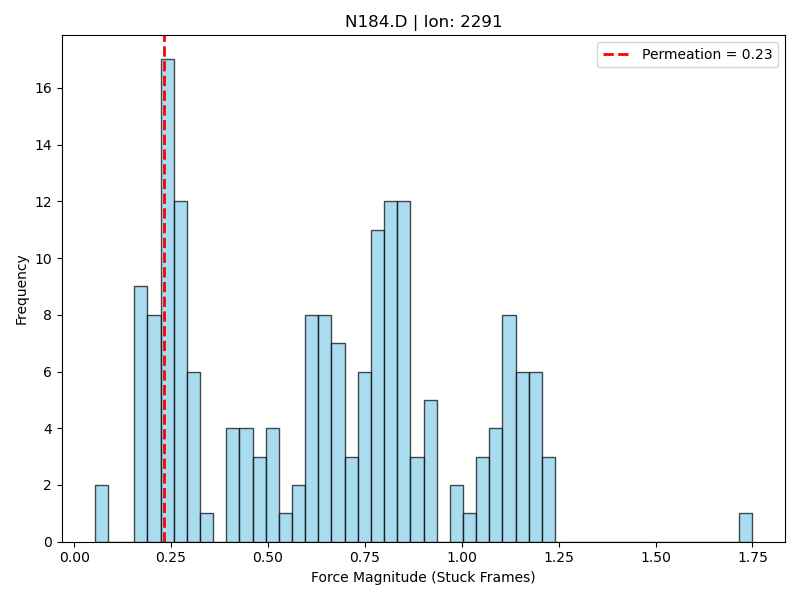 N184.D | Ion: 2291
Permeation = 0.23
Frequency
16
14
12
10
8
6
4
2
0
0.00 0.25 0.50 0.75 1.00 1.25 1.50 1.75
Force Magnitude (Stuck Frames)